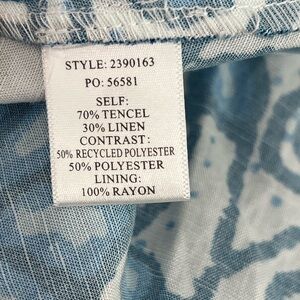 STYLE: 2390163
PO: 56581
SELF:
70% TENCEL
30% LINEN
CONTRAST:
50% RECYCLED POLYESTER
50% POLYESTER
LINING:
100% RAYON